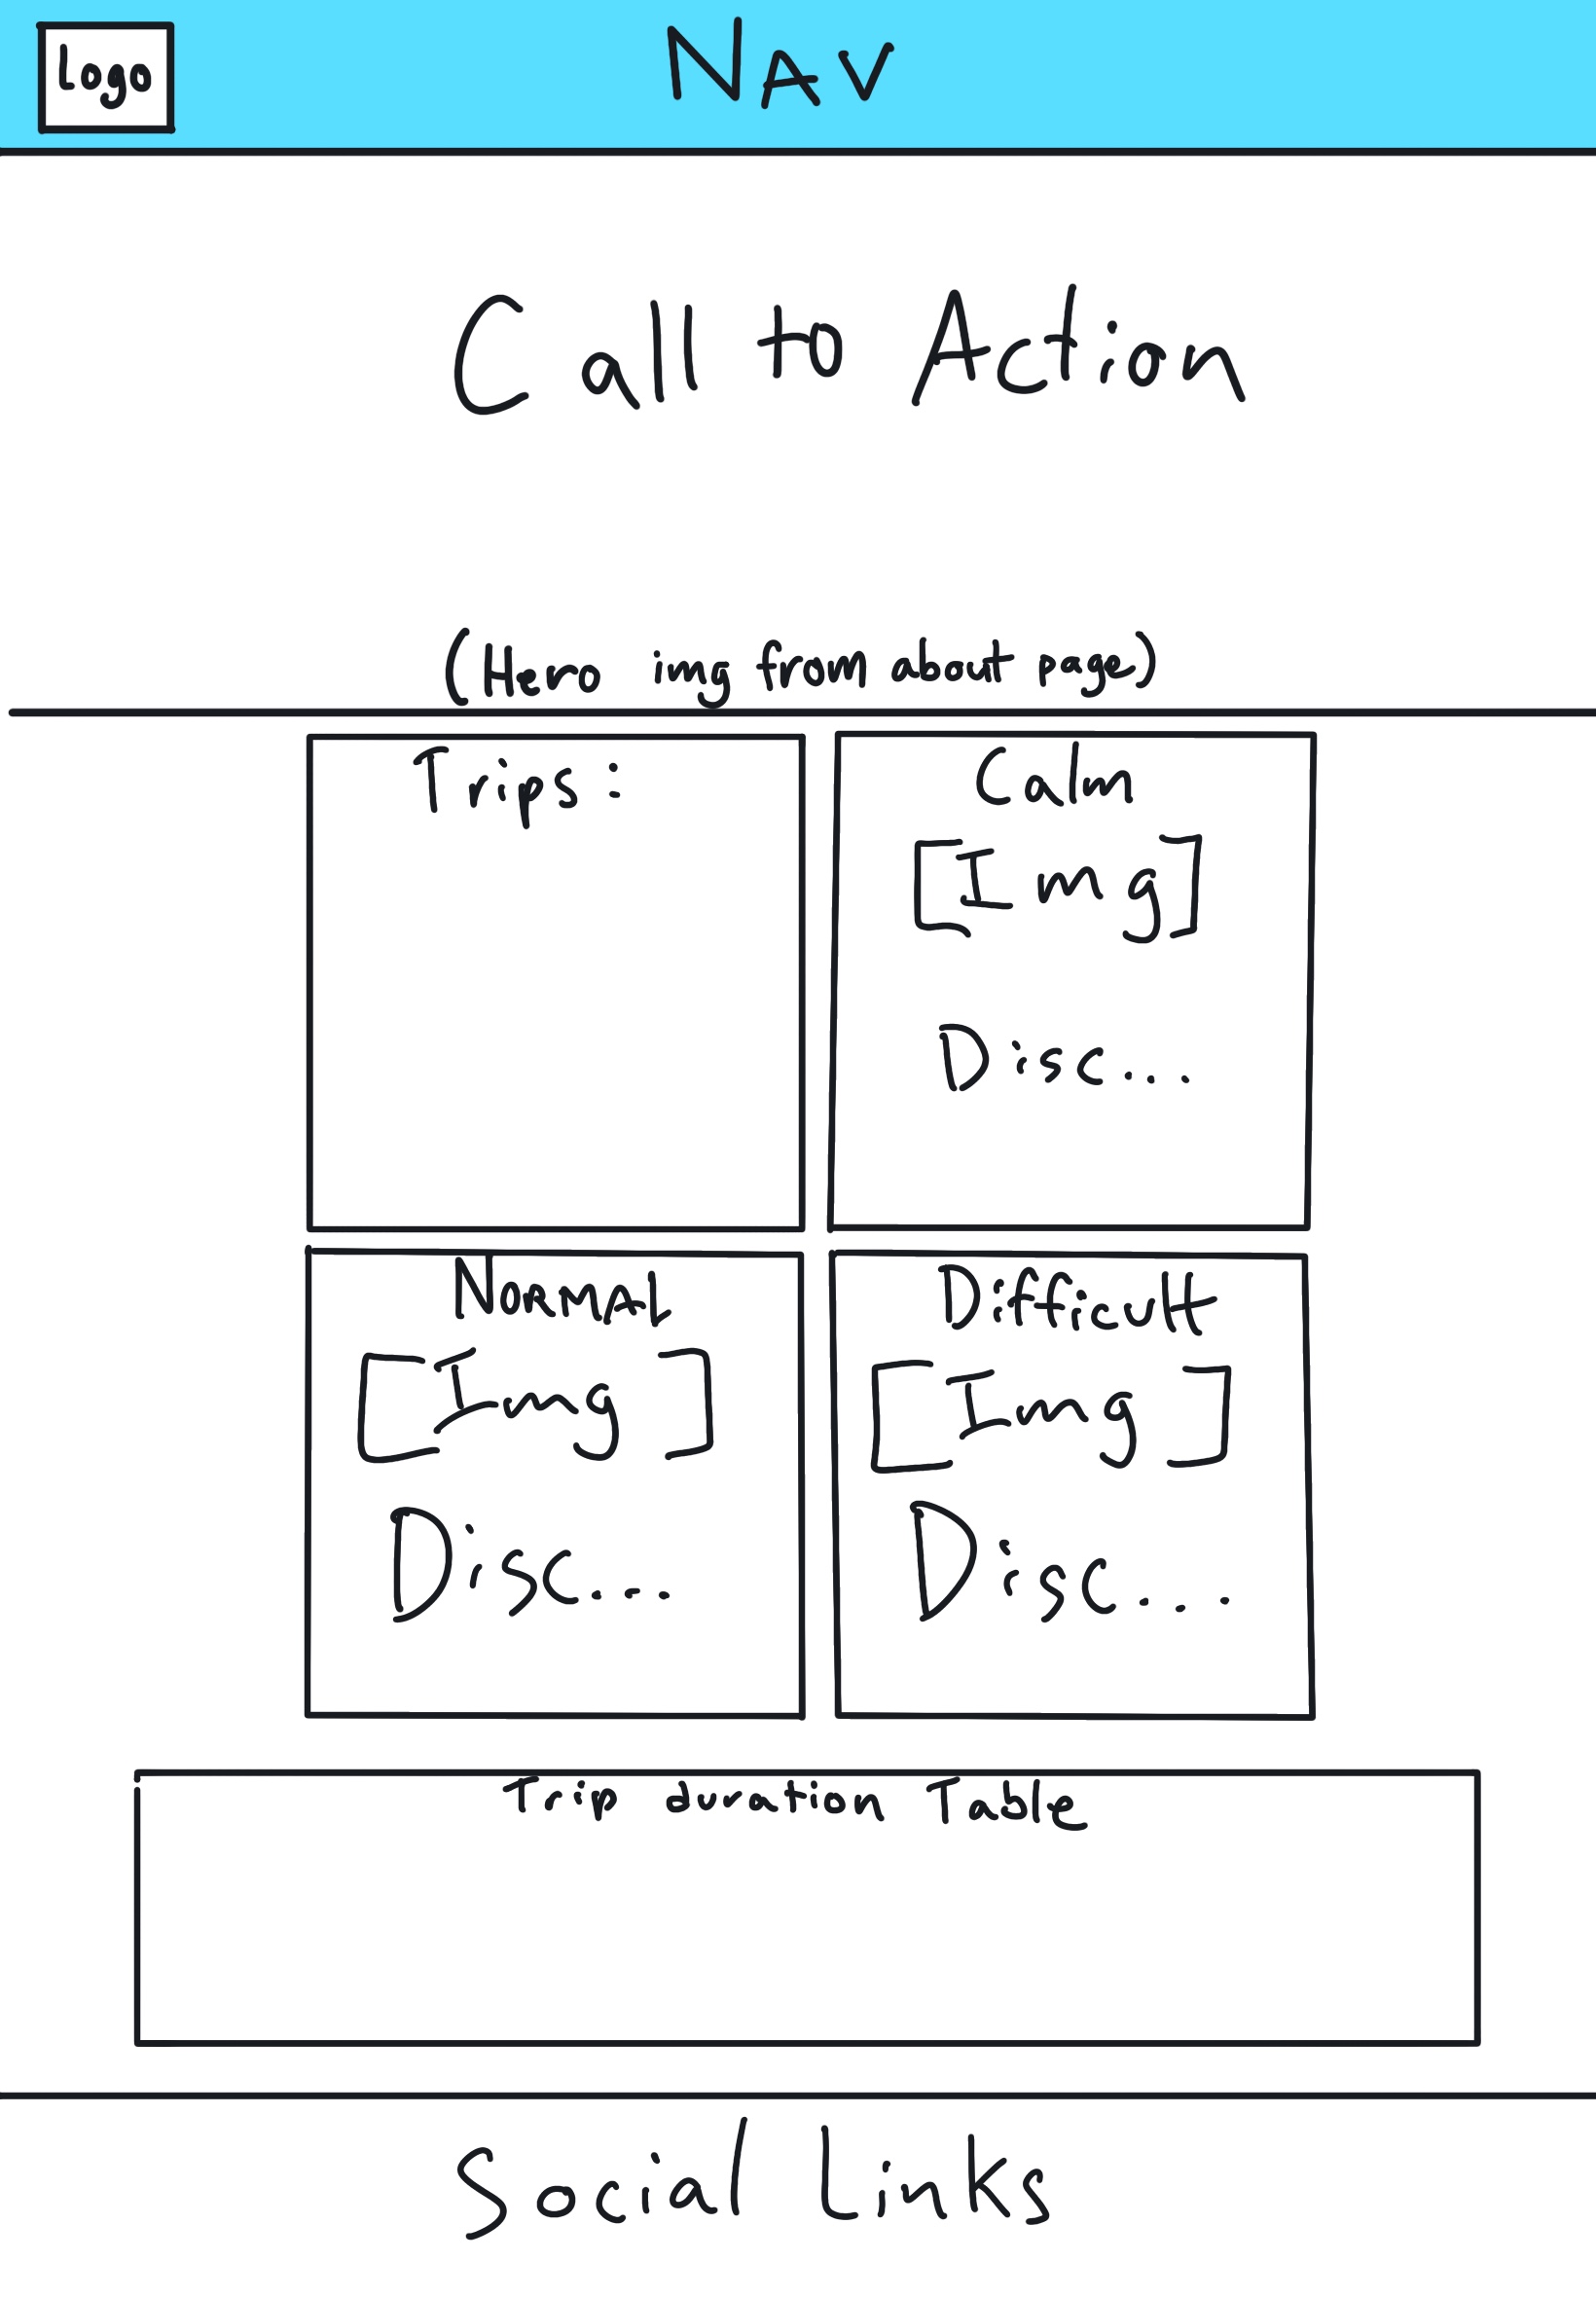 Logo
NAV
Call to Action
(Hero img from about page)
Trips:
Calm
[Img]
Disc...
NormAL
[Img]
Disc...
Difficult
[Img]
Disc...
Trip duration Table
Social Links